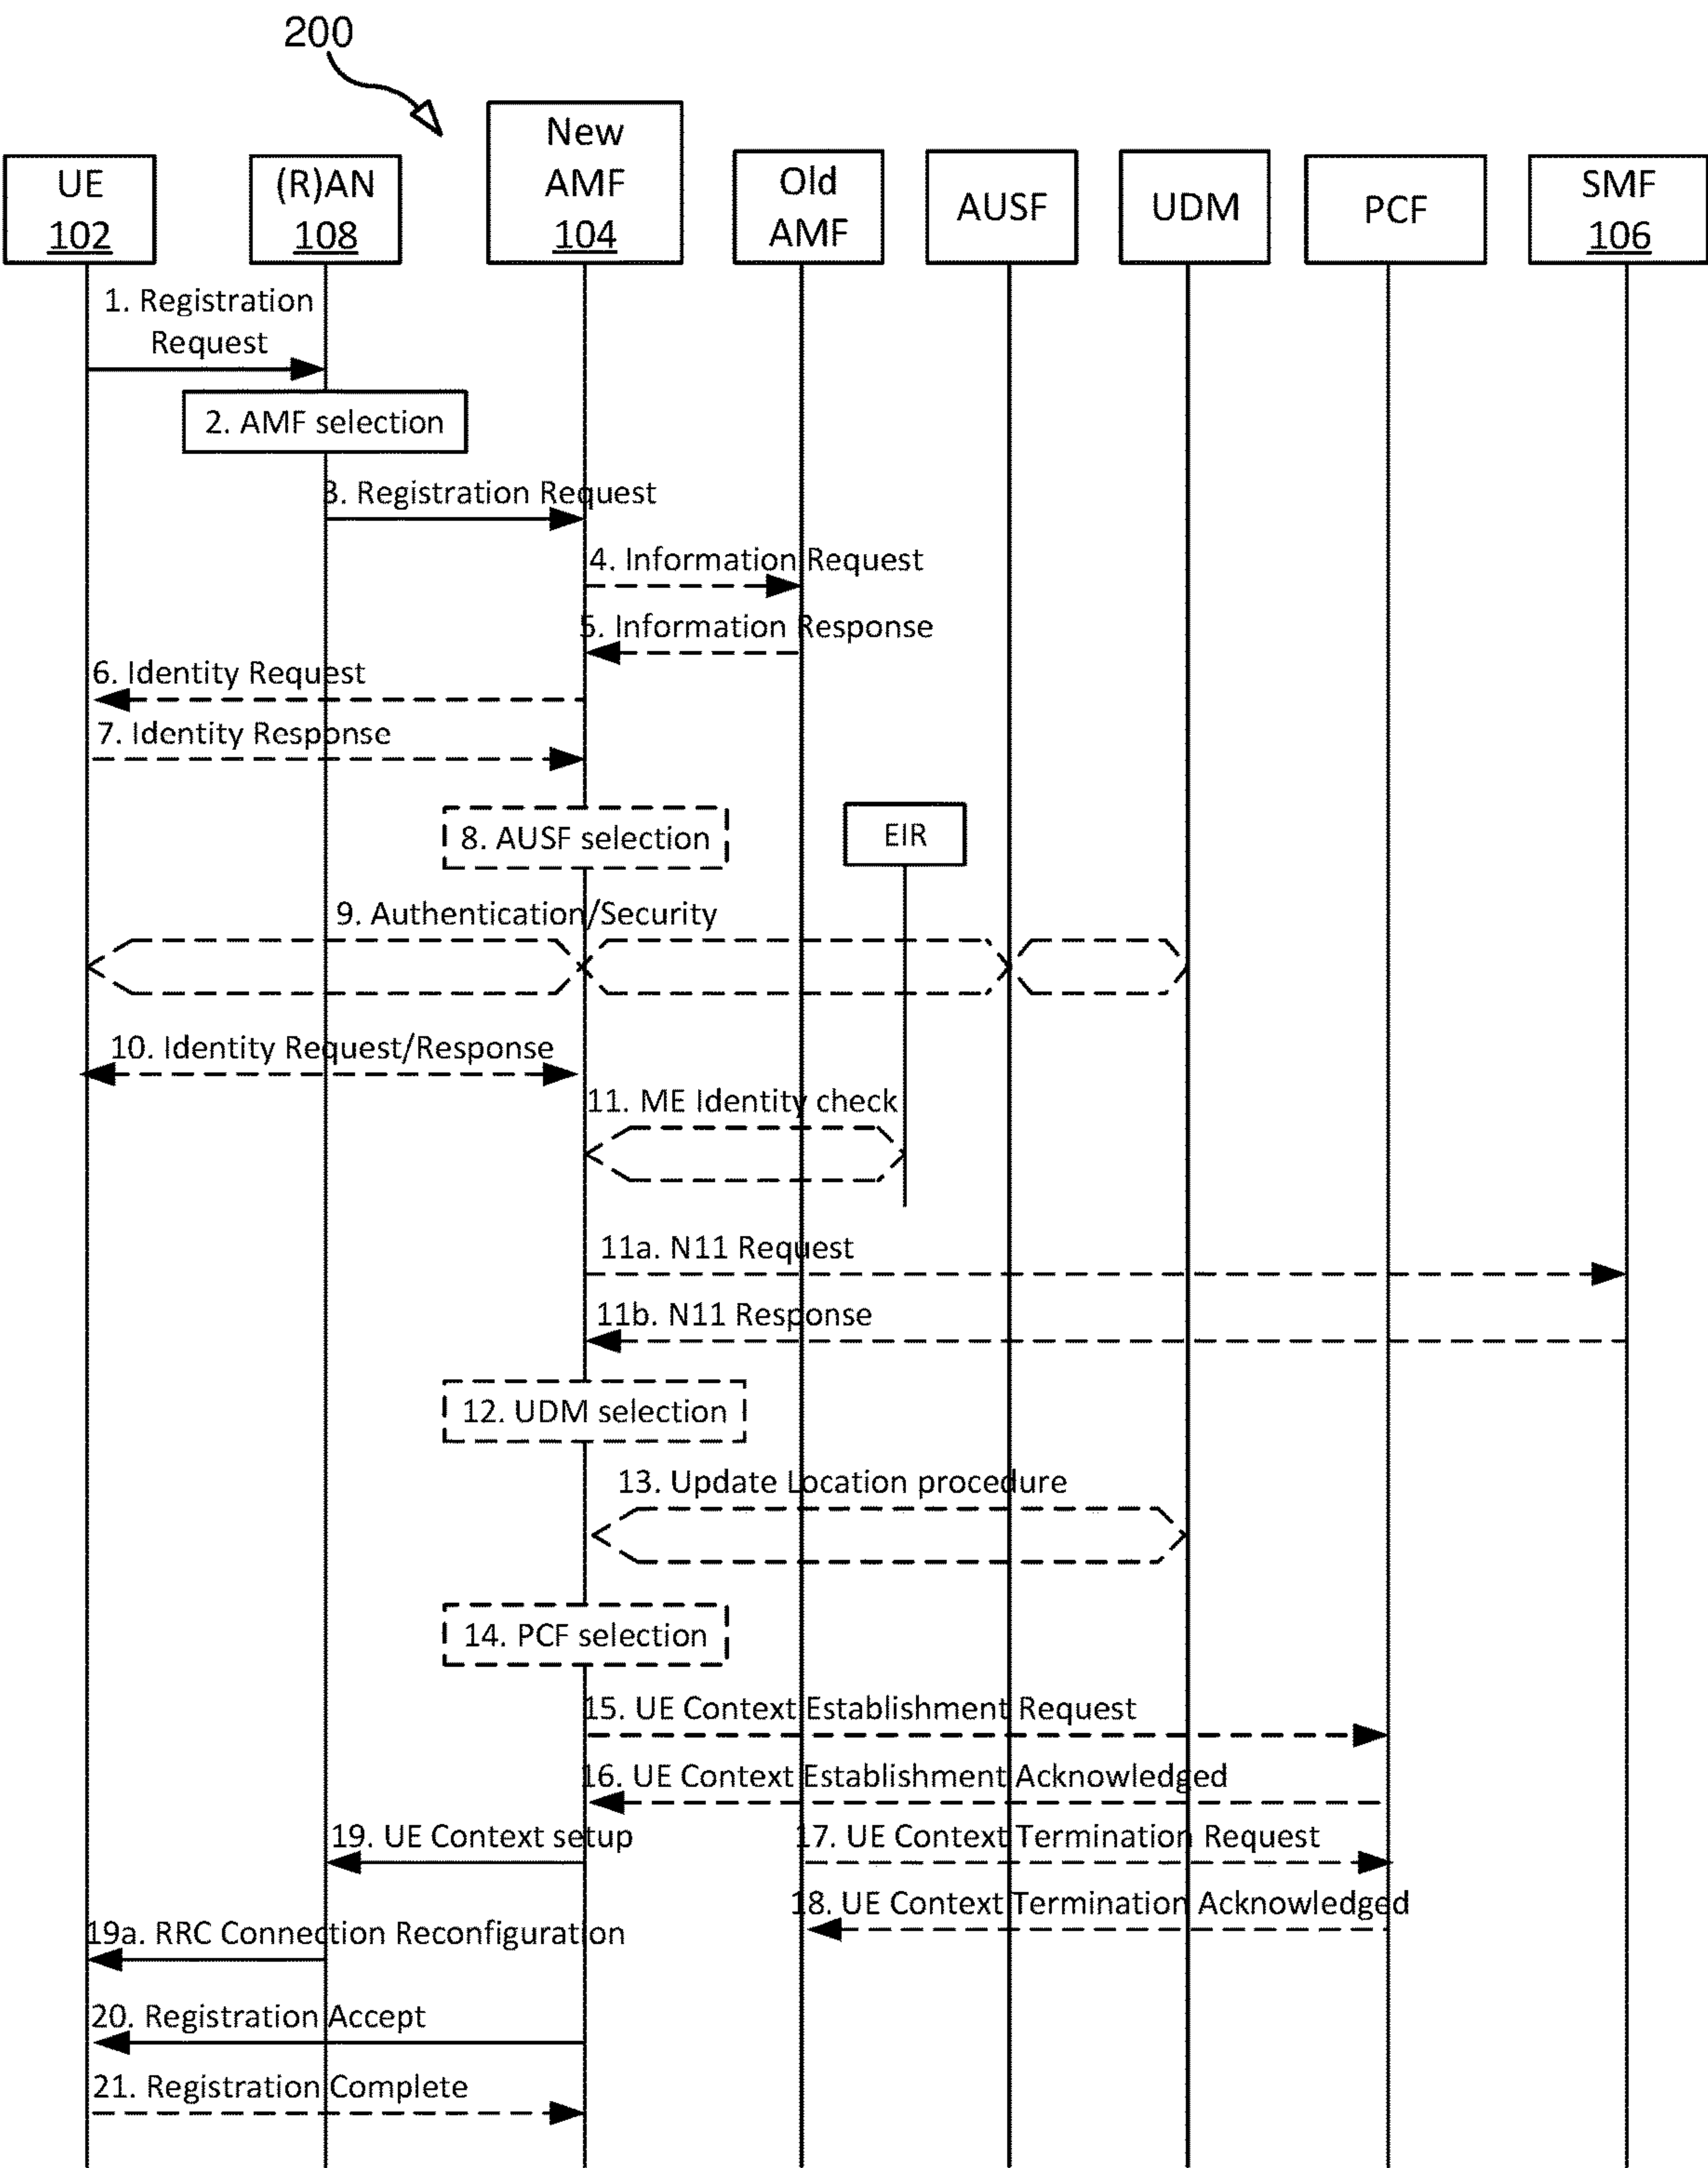 200
UE
102
(R)AN
108
New
AMF
104
Old
AMF
AUSF
UDM
PCF
SMF
106
1. Registration
Request
2. AMF selection
3. Registration Request
4. Information Request
5. Information Response
6. Identity Request
7. Identity Response
8. AUSF selection
EIR
9. Authentication/Security
10. Identity Request/Response
11. ME Identity check
11a. N11 Request
11b. N11 Response
12. UDM selection
13. Update Location procedure
14. PCF selection
15. UE Context Establishment Request
16. UE Context Establishment Acknowledged
19. UE Context setup
17. UE Context Termination Request
18. UE Context Termination Acknowledged
19a. RRC Connection Reconfiguration
20. Registration Accept
21. Registration Complete